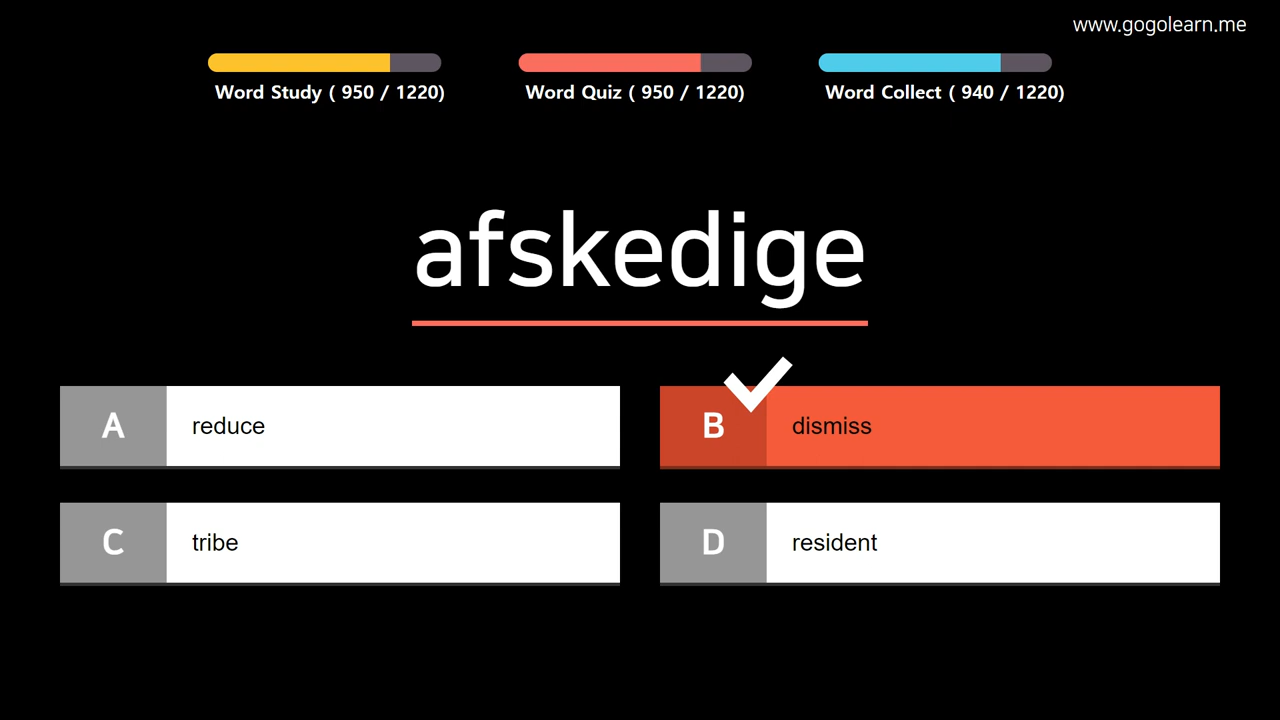 www.gogolearn.me
Word Study ( 950 / 1220)
Word Quiz ( 950 / 1220)
Word Collect ( 940 / 1220)
afskedige
A reduce
B dismiss
C tribe
D resident